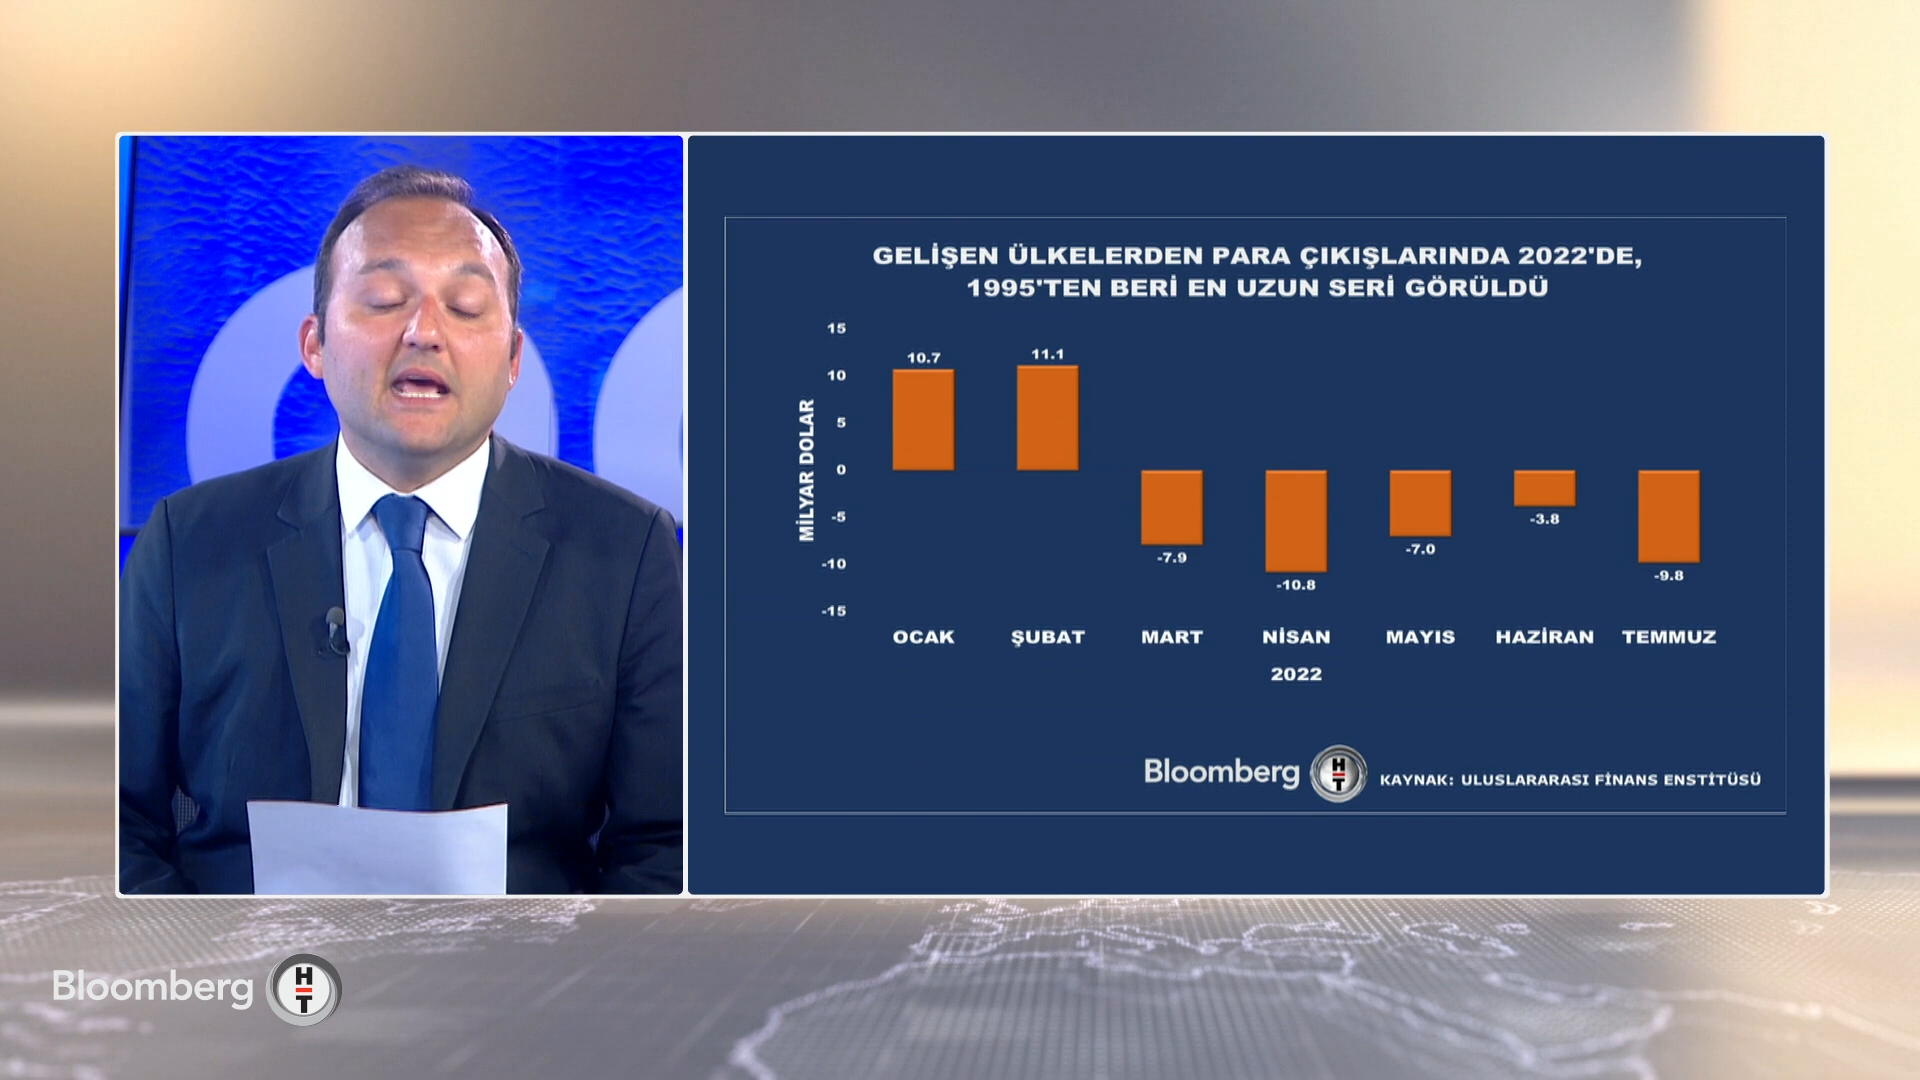 GELİŞEN ÜLKELERDEN PARA ÇIKIŞLARINDA 2022'DE,
1995'TEN BERİ EN UZUN SERİ GÖRÜLDÜ
MİLYAR DOLAR
15
10
5
0
-5
-10
-15
10.7
11.1
-7.9
-10.8
-7.0
-3.8
-9.8
OCAK ŞUBAT MART NİSAN MAYIS HAZİRAN TEMMUZ
2022
Bloomberg HT KAYNAK: ULUSLARARASI FİNANS ENSTİTÜSÜ
Bloomberg HT